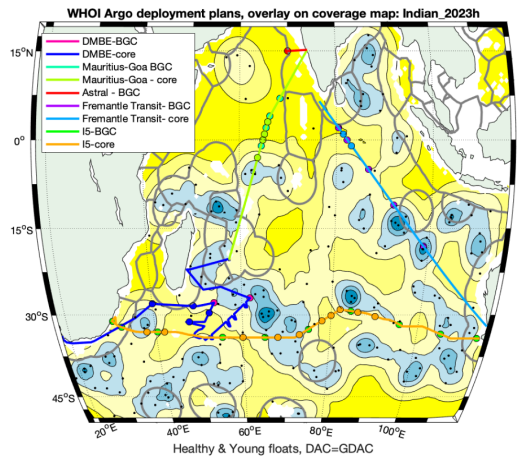 WHOI Argo deployment plans, overlay on coverage map: Indian_2023h
DMBE-BGC
DMBE-core
Mauritius-Goa BGC
Mauritius-Goa - core
Astral - BGC
Fremantle Transit- BGC
Fremantle Transit- core
I5-BGC
I5-core
15°N
0°
15°S
30°S
45°S
20°E
40°E
60°E
80°E
100°E
Healthy & Young floats, DAC=GDAC